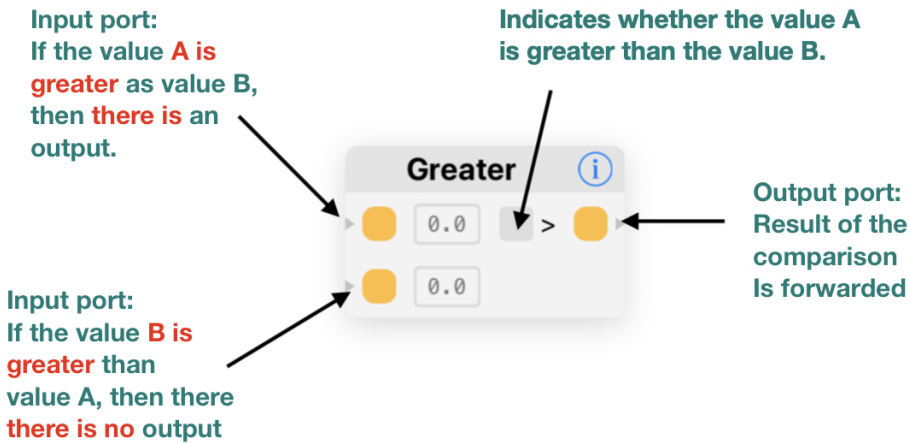 Input port:
If the value A is
greater as value B,
then there is an
output.
Indicates whether the value A
is greater than the value B.
Greater
i
0.0
>
0.0
Output port:
Result of the
comparison
Is forwarded
Input port:
If the value B is
greater than
value A, then there
there is no output